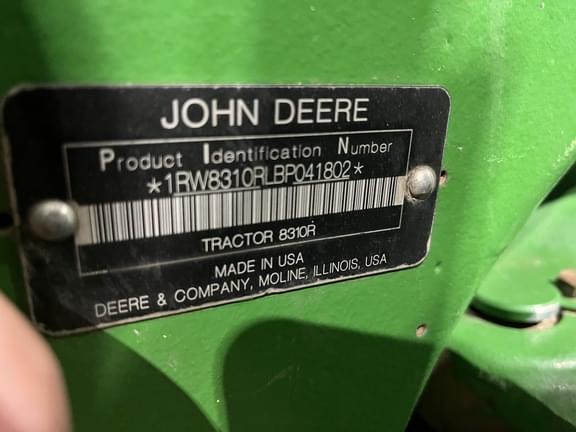 JOHN DEERE
Product Identification Number
*1RW8310RLBP041802*
TRACTOR 8310R
MADE IN USA
DEERE & COMPANY, MOLINE, ILLINOIS, USA